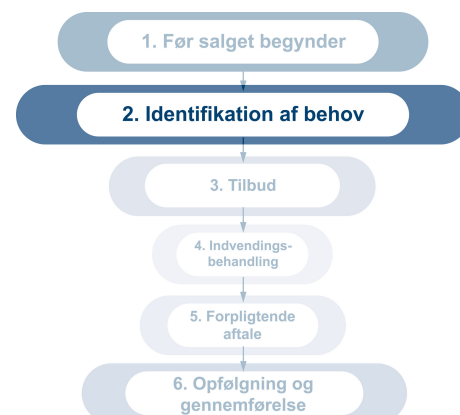 1. Før salget begynder
2. Identifikation af behov
3. Tilbud
4. Indvendings-
behandling
5. Forpligtende
aftale
6. Opfølgning og
gennemførelse